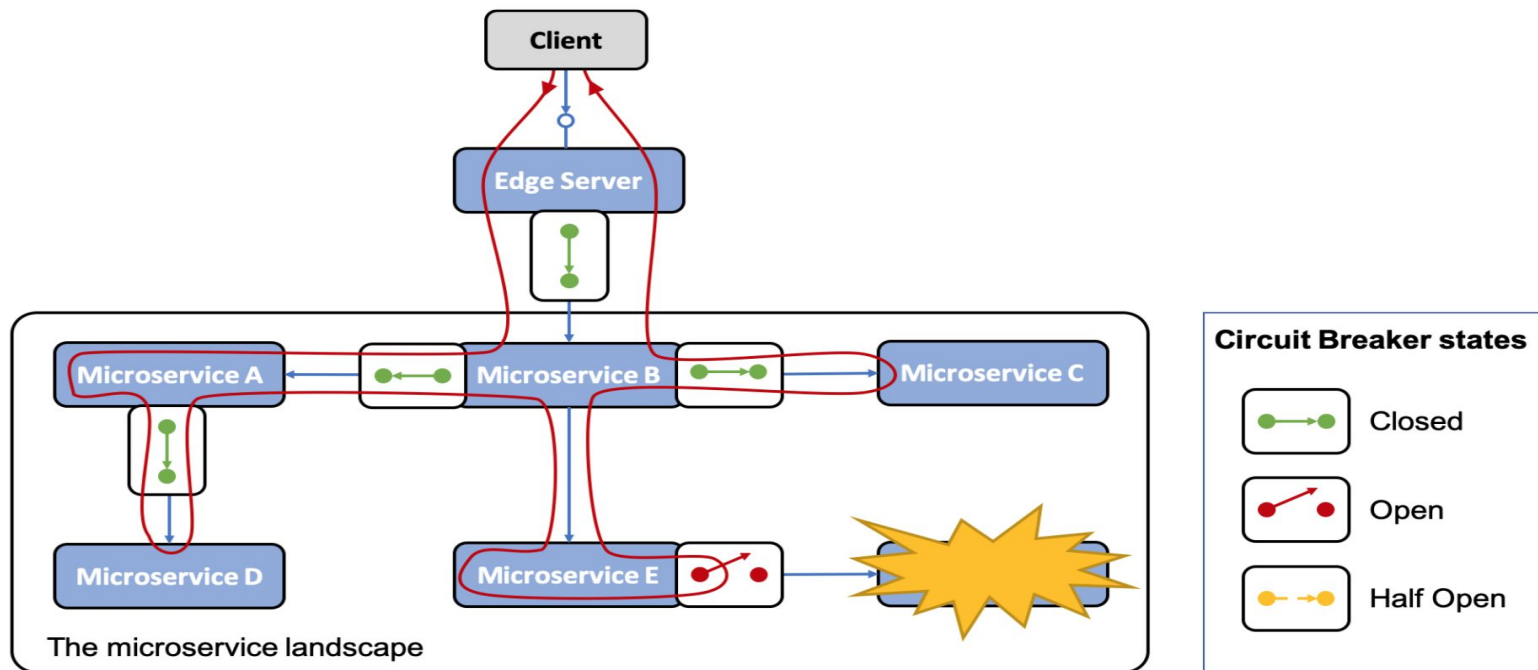 Client
Edge Server
Microservice A
Microservice B
Microservice C
Microservice D
Microservice E
The microservice landscape
Circuit Breaker states
Closed
Open
Half Open